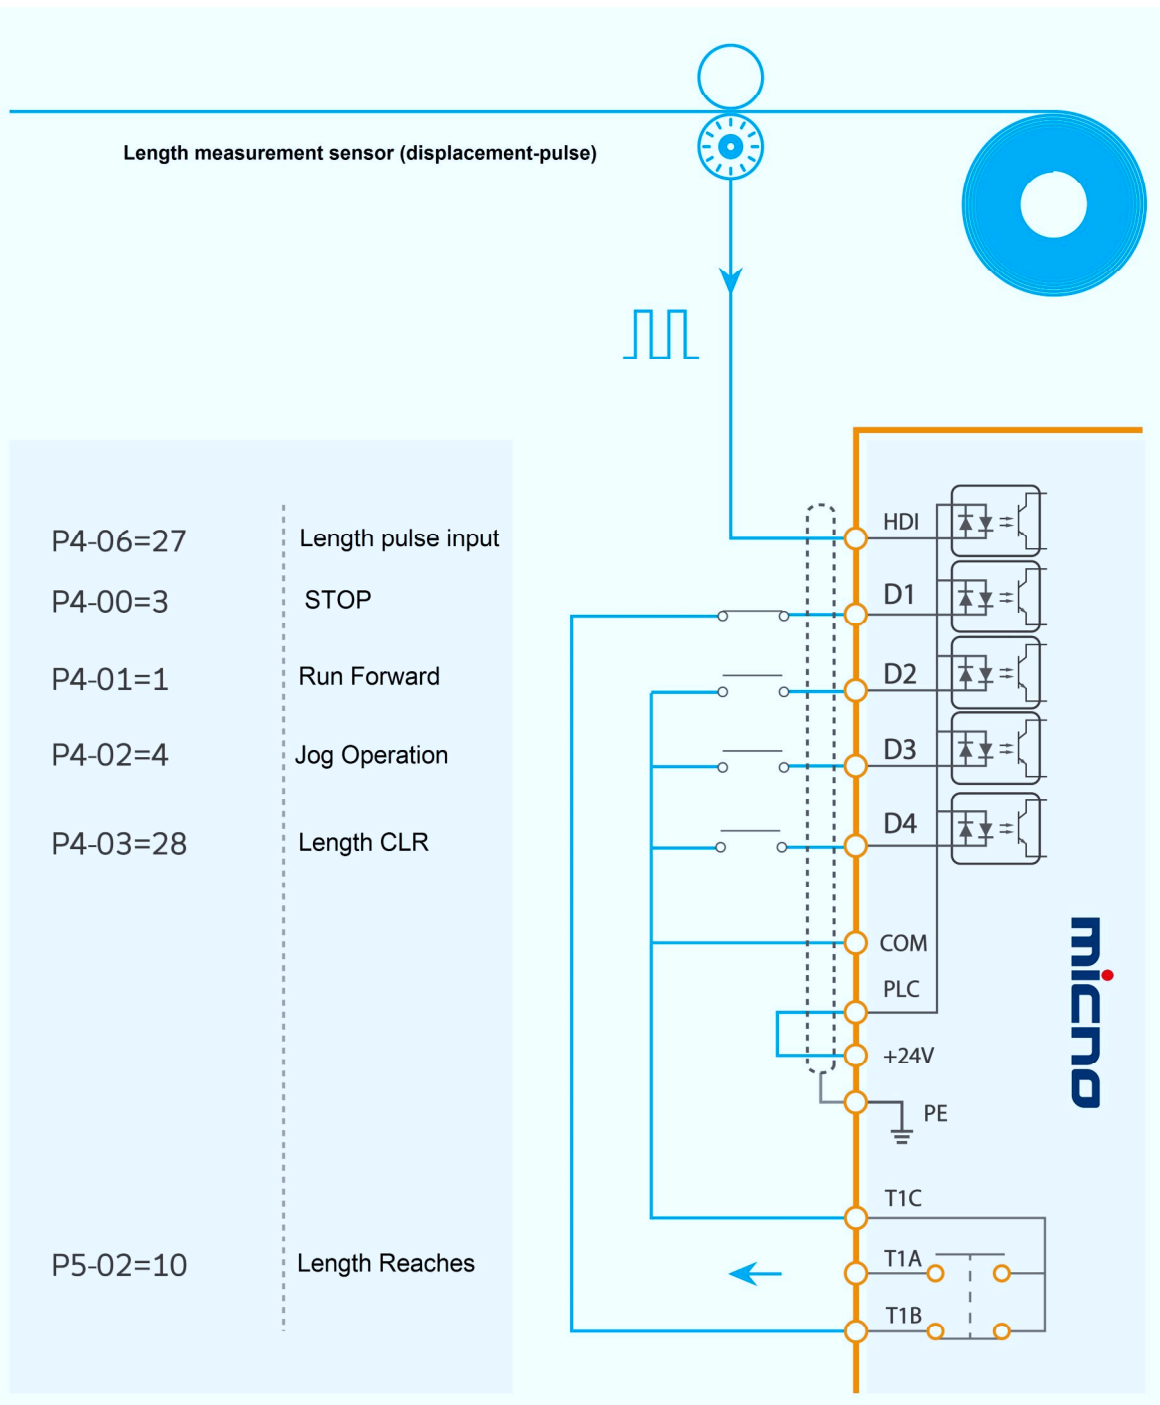 Length measurement sensor (displacement-pulse)
P4-06=27 Length pulse input
P4-00=3 STOP
P4-01=1 Run Forward
P4-02=4 Jog Operation
P4-03=28 Length CLR
P5-02=10 Length Reaches
HDI
D1
D2
D3
D4
COM
PLC
+24V
PE
T1C
T1A
T1B
micno